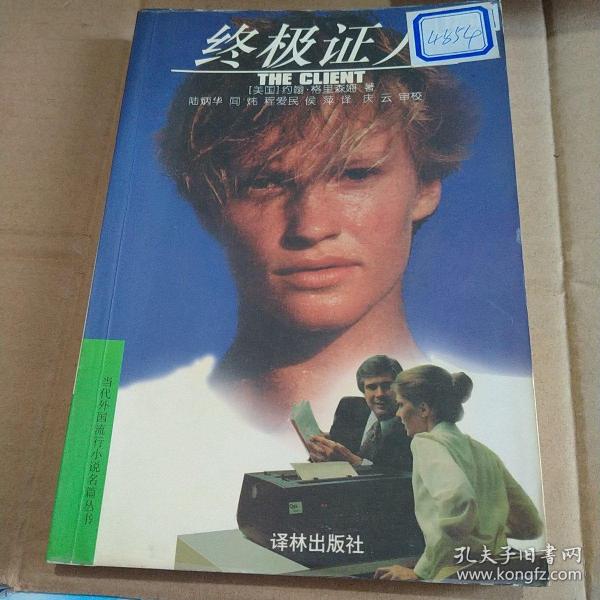 终极证人
4854
THE CLIENT
[美国]约翰·格里森姆 著
陆炳华 闫 炜 程爱民 侯 萍 译 庆 云 审校
当代外国流行小说名篇丛书
译林出版社
孔夫子旧书网
www.kongfz.com